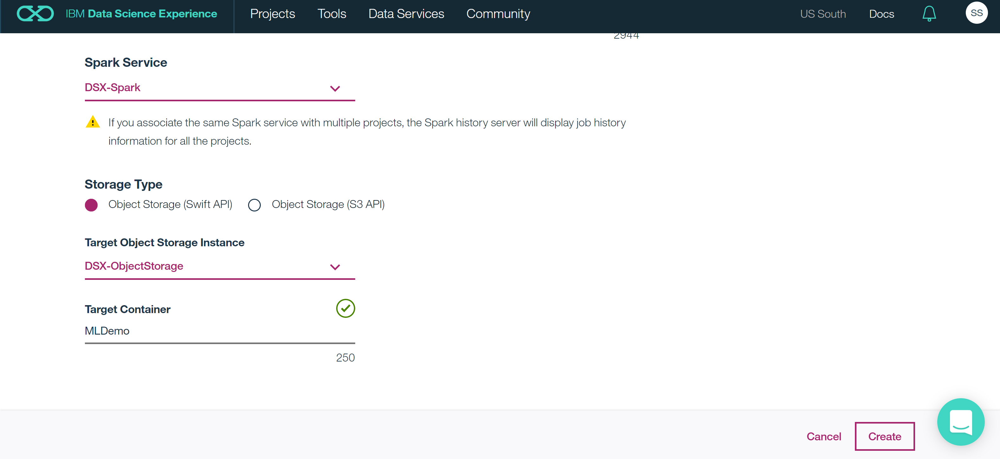 IBM Data Science Experience
Projects
Tools
Data Services
Community
US South
Docs
SS
2944
Spark Service
DSX-Spark
If you associate the same Spark service with multiple projects, the Spark history server will display job history
information for all the projects.
Storage Type
Object Storage (Swift API)
Object Storage (S3 API)
Target Object Storage Instance
DSX-ObjectStorage
Target Container
MLDemo
250
Cancel
Create